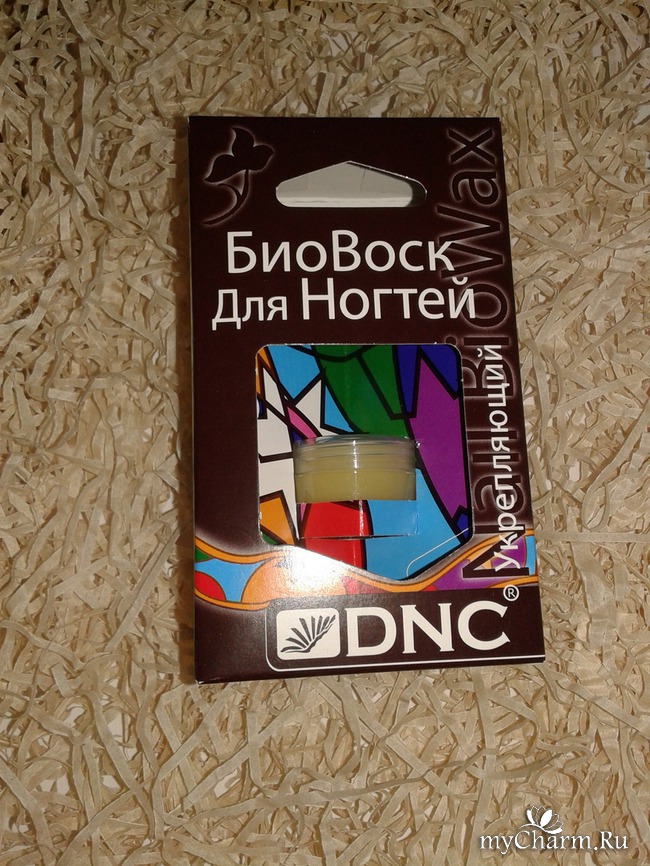 БиоВоск
Для Ногтей
Nail BioWax
укрепляющий
DNC®
myCharm.Ru